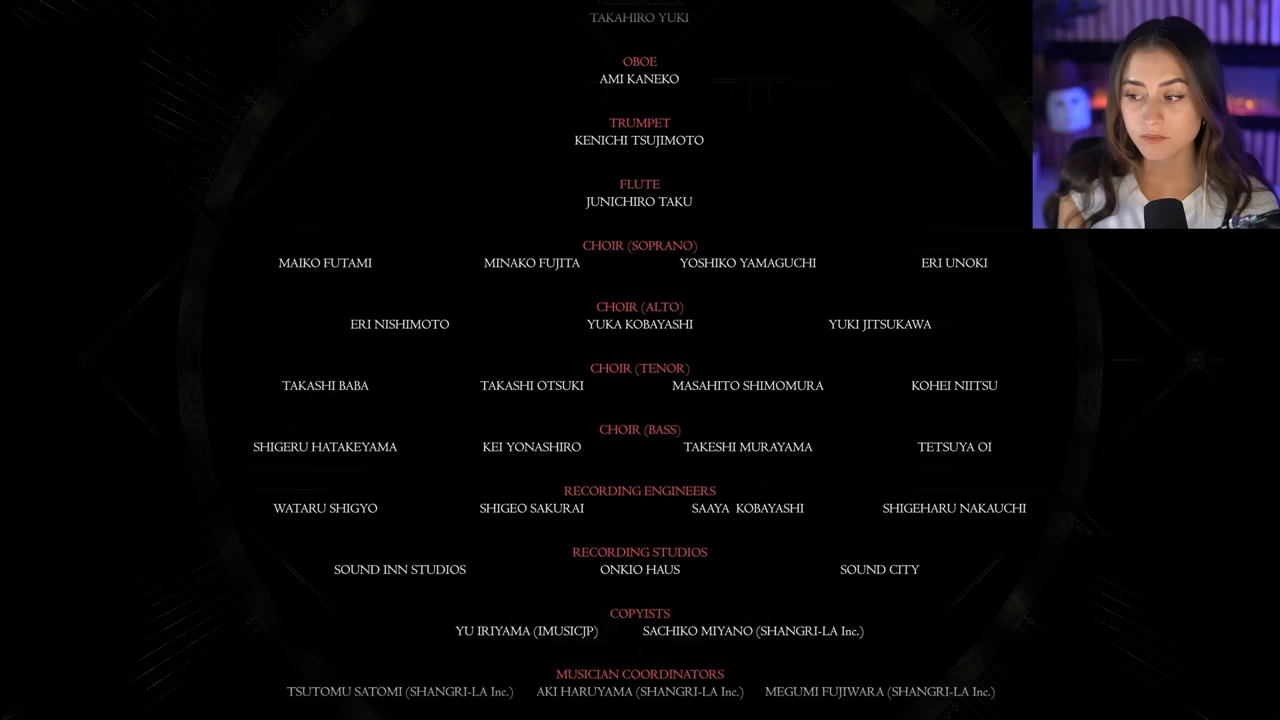 TAKAHIRO YUKI
OBOE
AMI KANEKO
TRUMPET
KENICHI TSUJIMOTO
FLUTE
JUNICHIRO TAKU
CHOIR (SOPRANO)
MAIKO FUTAMI MINAKO FUJITA YOSHIKO YAMAGUCHI ERI UNOKI
CHOIR (ALTO)
ERI NISHIMOTO YUKA KOBAYASHI YUKI JITSUKAWA
CHOIR (TENOR)
TAKASHI BABA TAKASHI OTSUKI MASAHITO SHIMOMURA KOHEI NIITSU
CHOIR (BASS)
SHIGERU HATAKEYAMA KEI YONASHIRO TAKESHI MURAYAMA TETSUYA OI
RECORDING ENGINEERS
WATARU SHIGYO SHIGEO SAKURAI SAAYA KOBAYASHI SHIGEHARU NAKAUCHI
RECORDING STUDIOS
SOUND INN STUDIOS ONKIO HAUS SOUND CITY
COPYISTS
YU IRIYAMA (IMUSICJP) SACHIKO MIYANO (SHANGRI-LA Inc.)
MUSICIAN COORDINATORS
TSUTOMU SATOMI (SHANGRI-LA Inc.) AKI HARUYAMA (SHANGRI-LA Inc.) MEGUMI FUJIWARA (SHANGRI-LA Inc.)